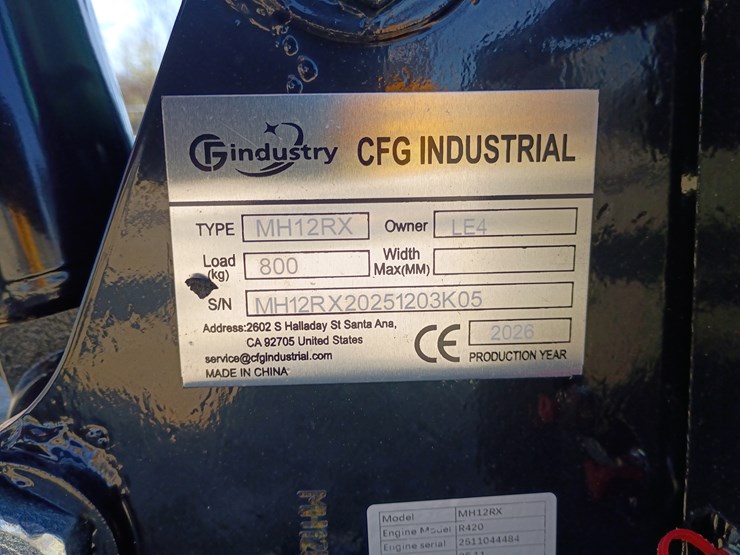 CFGindustry CFG INDUSTRIAL
TYPE MH12RX Owner LE4
Load (kg) 800 Width Max(MM)
S/N MH12RX20251203K05
Address:2602 S Halladay St Santa Ana,
CA 92705 United States
service@cfgindustrial.com
MADE IN CHINA
CE 2026
PRODUCTION YEAR
Model MH12RX
Engine Model R420
Engine serial 2511044484